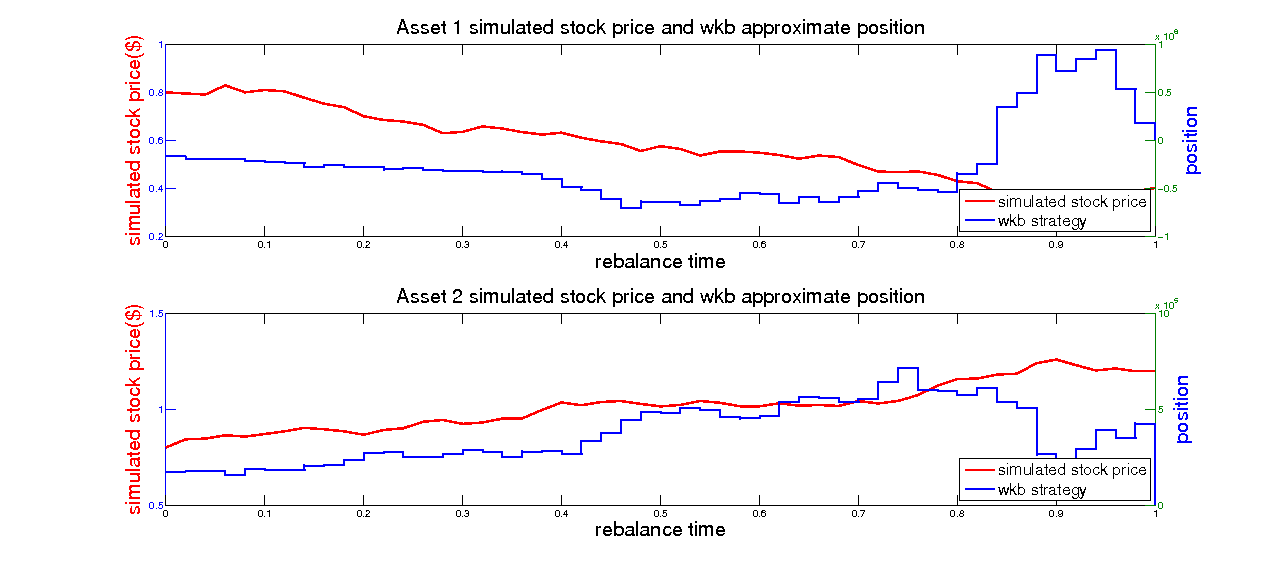 Asset 1 simulated stock price and wkb approximate position
x 10^6
simulated stock price($)
1
0.8
0.6
0.4
0.2
1
0.5
0
−0.5
−1
position
simulated stock price
wkb strategy
0 0.1 0.2 0.3 0.4 0.5 0.6 0.7 0.8 0.9 1
rebalance time
Asset 2 simulated stock price and wkb approximate position
x 10^5
simulated stock price($)
1.5
1
0.5
10
5
0
position
simulated stock price
wkb strategy
0 0.1 0.2 0.3 0.4 0.5 0.6 0.7 0.8 0.9 1
rebalance time